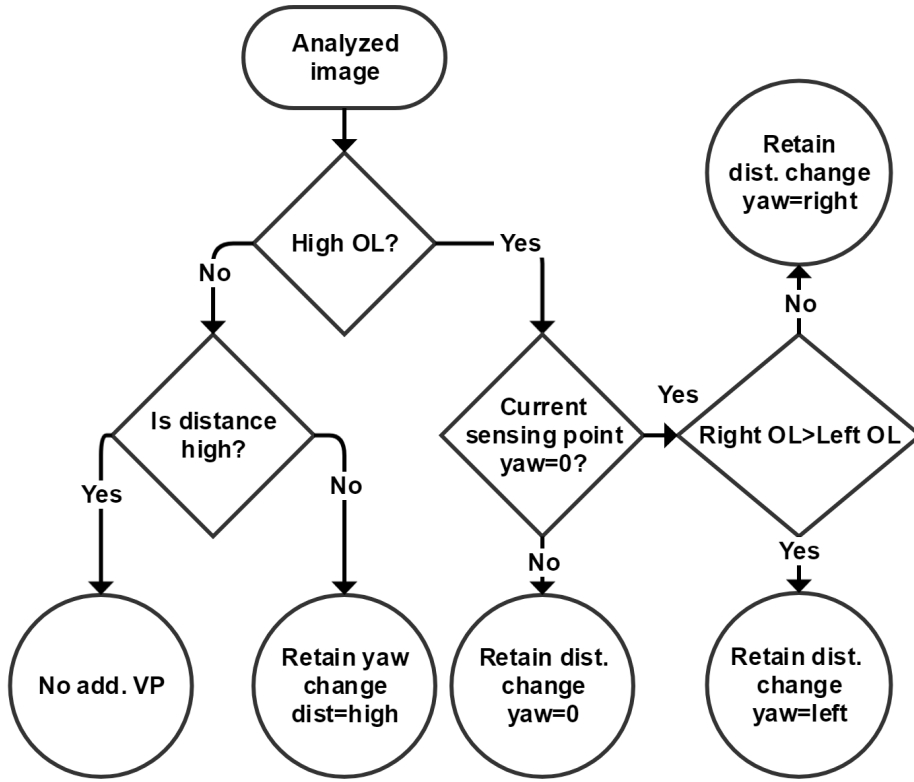 Analyzed
image
High OL?
No
Yes
Is distance
high?
Yes
No
No add. VP
Retain yaw
change
dist=high
Current
sensing point
yaw=0?
Yes
No
Retain dist.
change
yaw=0
Right OL>Left OL
No
Retain
dist. change
yaw=right
Yes
Retain dist.
change
yaw=left